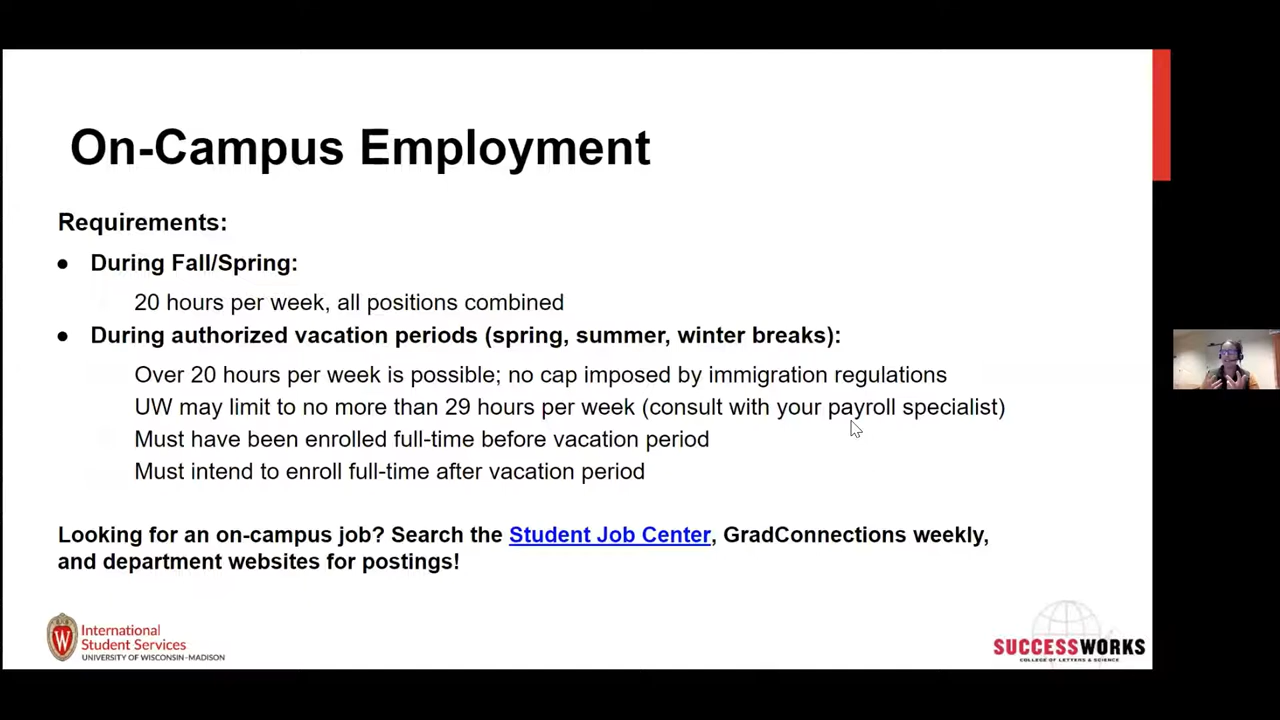 On-Campus Employment
Requirements:
● During Fall/Spring:
20 hours per week, all positions combined
● During authorized vacation periods (spring, summer, winter breaks):
Over 20 hours per week is possible; no cap imposed by immigration regulations
UW may limit to no more than 29 hours per week (consult with your payroll specialist)
Must have been enrolled full-time before vacation period
Must intend to enroll full-time after vacation period
Looking for an on-campus job? Search the Student Job Center, GradConnections weekly,
and department websites for postings!
W
International
Student Services
UNIVERSITY OF WISCONSIN-MADISON
SUCCESSWORKS
COLLEGE OF LETTERS & SCIENCE